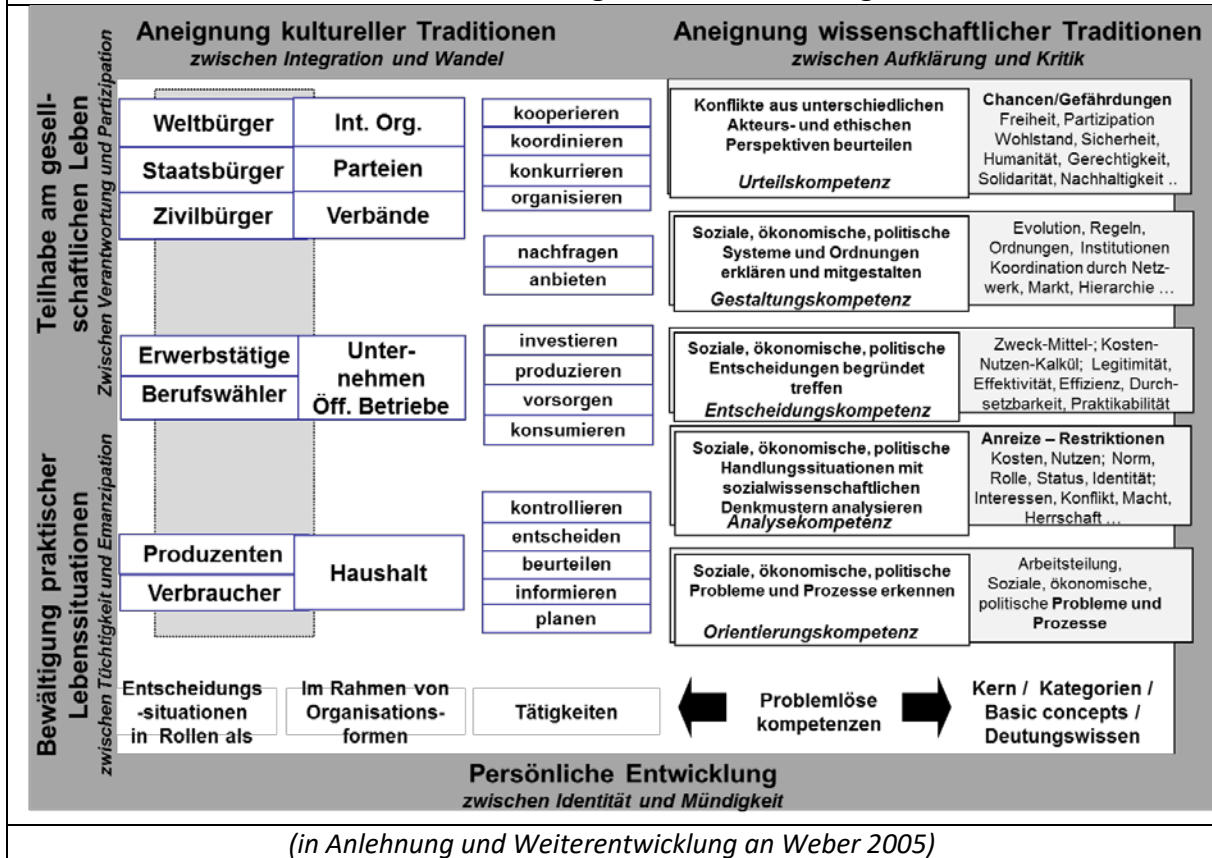 Aneignung kultureller Traditionen
zwischen Integration und Wandel
Aneignung wissenschaftlicher Traditionen
zwischen Aufklärung und Kritik
Teilhabe am gesell-
schaftlichen Leben
Zwischen Verantwortung und Partizipation
Bewältigung praktischer
Lebenssituationen
zwischen Tüchtigkeit und Emanzipation
Weltbürger
Staatsbürger
Zivilbürger
Int. Org.
Parteien
Verbände
Erwerbstätige
Berufswähler
Unter-
nehmen
Öff. Betriebe
Produzenten
Verbraucher
Haushalt
kooperieren
koordinieren
konkurrieren
organisieren
nachfragen
anbieten
investieren
produzieren
vorsorgen
konsumieren
kontrollieren
entscheiden
beurteilen
informieren
planen
Konflikte aus unterschiedlichen
Akteurs- und ethischen
Perspektiven beurteilen
Urteilskompetenz
Chancen/Gefährdungen
Freiheit, Partizipation
Wohlstand, Sicherheit,
Humanität, Gerechtigkeit,
Solidarität, Nachhaltigkeit ..
Soziale, ökonomische, politische
Systeme und Ordnungen
erklären und mitgestalten
Gestaltungskompetenz
Evolution, Regeln,
Ordnungen, Institutionen
Koordination durch Netz-
werk, Markt, Hierarchie ...
Soziale, ökonomische, politische
Entscheidungen begründet
treffen
Entscheidungskompetenz
Zweck-Mittel-; Kosten-
Nutzen-Kalkül; Legitimität,
Effektivität, Effizienz, Durch-
setzbarkeit, Praktikabilität
Soziale, ökonomische, politische
Handlungssituationen mit
sozialwissenschaftlichen
Denkmustern analysieren
Analysekompetenz
Anreize – Restriktionen
Kosten, Nutzen; Norm,
Rolle, Status, Identität;
Interessen, Konflikt, Macht,
Herrschaft ...
Soziale, ökonomische, politische
Probleme und Prozesse erkennen
Orientierungskompetenz
Arbeitsteilung,
Soziale, ökonomische,
politische Probleme und
Prozesse
Entscheidungs
-situationen
in Rollen als
Im Rahmen von
Organisations-
formen
Tätigkeiten
Problemlöse
kompetenzen
Kern / Kategorien /
Basic concepts /
Deutungswissen
Persönliche Entwicklung
zwischen Identität und Mündigkeit
(in Anlehnung und Weiterentwicklung an Weber 2005)